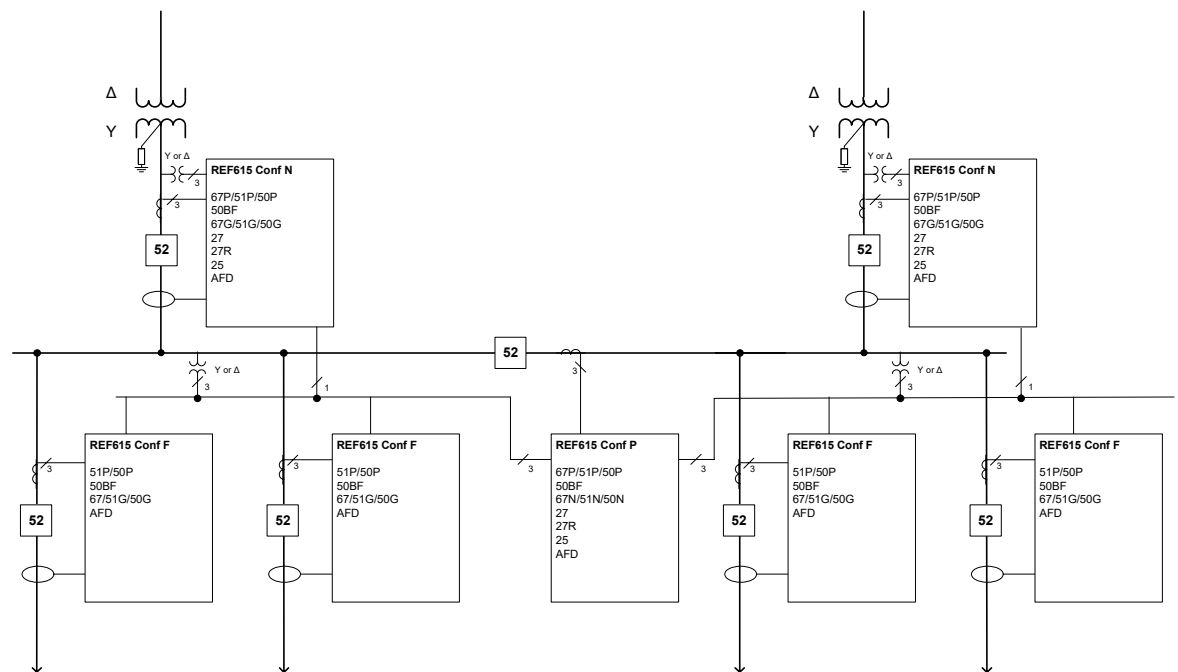 Δ
Y
Y or Δ
3
3
REF615 Conf N
67P/51P/50P
50BF
67G/51G/50G
27
27R
25
AFD
52
Δ
Y
Y or Δ
3
3
REF615 Conf N
67P/51P/50P
50BF
67G/51G/50G
27
27R
25
AFD
52
52
3
Y or Δ
3
1
Y or Δ
3
1
REF615 Conf F
51P/50P
50BF
67/51G/50G
AFD
3
52
REF615 Conf F
51P/50P
50BF
67/51G/50G
AFD
3
52
REF615 Conf P
67P/51P/50P
50BF
67N/51N/50N
27
27R
25
AFD
3
3
REF615 Conf F
51P/50P
50BF
67/51G/50G
AFD
3
52
REF615 Conf F
51P/50P
50BF
67/51G/50G
AFD
3
52